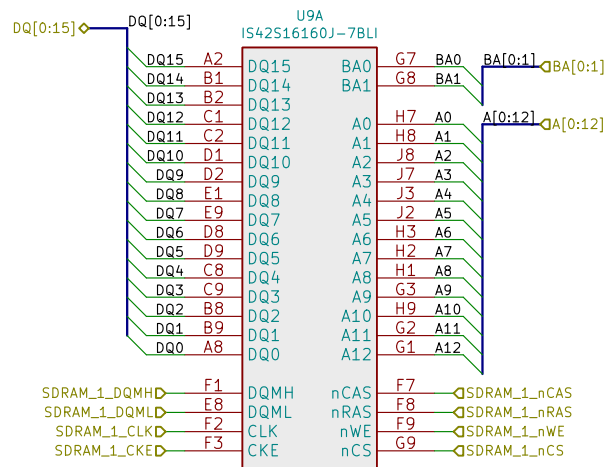 U9A
DQ[0:15] DQ[0:15] IS42S16160J-7BLI
DQ15 A2 DQ15 BA0 G7 BA0 BA[0:1] BA[0:1]
DQ14 B1 DQ14 BA1 G8 BA1
DQ13 B2 DQ13
DQ12 C1 DQ12 A0 H7 A0 A[0:12] A[0:12]
DQ11 C2 DQ11 A1 H8 A1
DQ10 D1 DQ10 A2 J8 A2
DQ9 D2 DQ9 A3 J7 A3
DQ8 E1 DQ8 A4 J3 A4
DQ7 E9 DQ7 A5 J2 A5
DQ6 D8 DQ6 A6 H3 A6
DQ5 D9 DQ5 A7 H2 A7
DQ4 C8 DQ4 A8 H1 A8
DQ3 C9 DQ3 A9 G3 A9
DQ2 B8 DQ2 A10 H9 A10
DQ1 B9 DQ1 A11 G2 A11
DQ0 A8 DQ0 A12 G1 A12
SDRAM_1_DQMH F1 DQMH nCAS F7 SDRAM_1_nCAS
SDRAM_1_DQML E8 DQML nRAS F8 SDRAM_1_nRAS
SDRAM_1_CLK F2 CLK nWE F9 SDRAM_1_nWE
SDRAM_1_CKE F3 CKE nCS G9 SDRAM_1_nCS